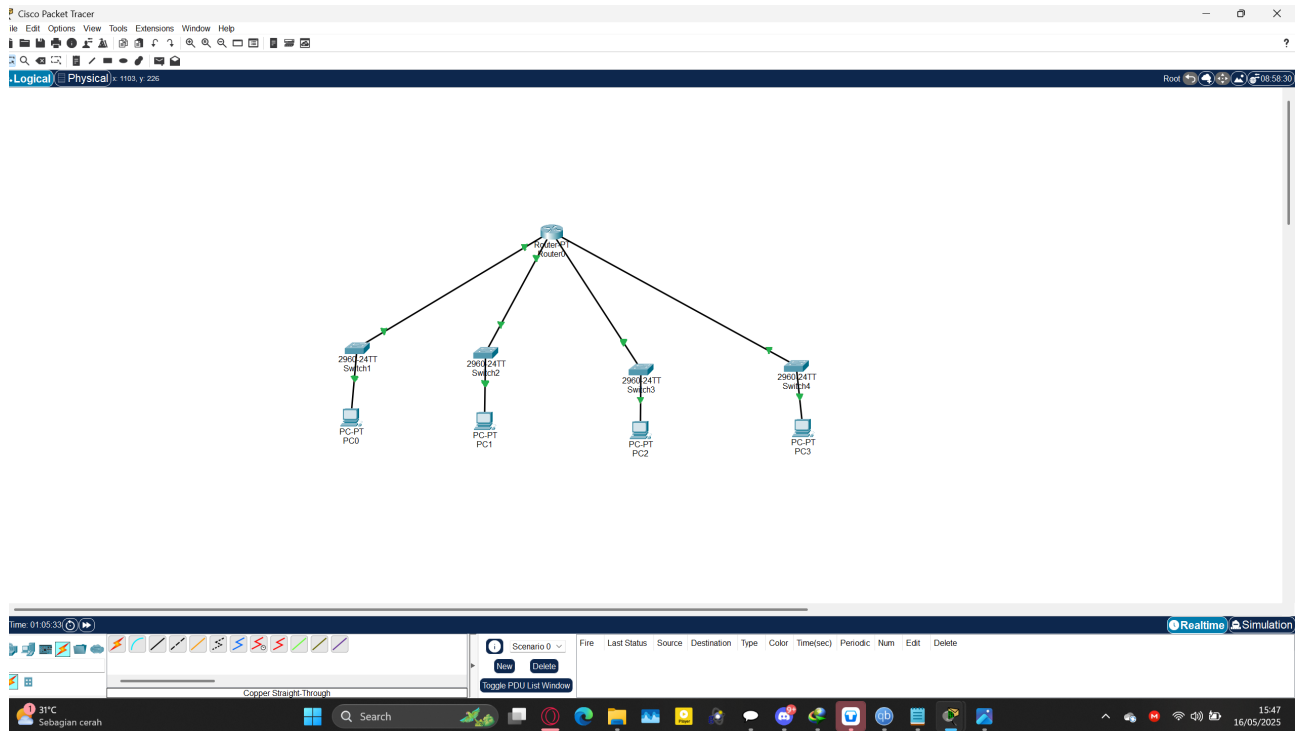 Cisco Packet Tracer
ile Edit Options View Tools Extensions Window Help
?
Logical Physical x: 1103, y: 226 Root 08:58:30
Router-PT
Router0
2960-24TT
Switch1
2960-24TT
Switch2
2960-24TT
Switch3
2960-24TT
Switch4
PC-PT
PC0
PC-PT
PC1
PC-PT
PC2
PC-PT
PC3
Time: 01:05:33 Realtime Simulation
Scenario 0 Fire Last Status Source Destination Type Color Time(sec) Periodic Num Edit Delete
New Delete
Toggle PDU List Window
Copper Straight-Through
1 31°C
Sebagian cerah
Search
15:47
16/05/2025